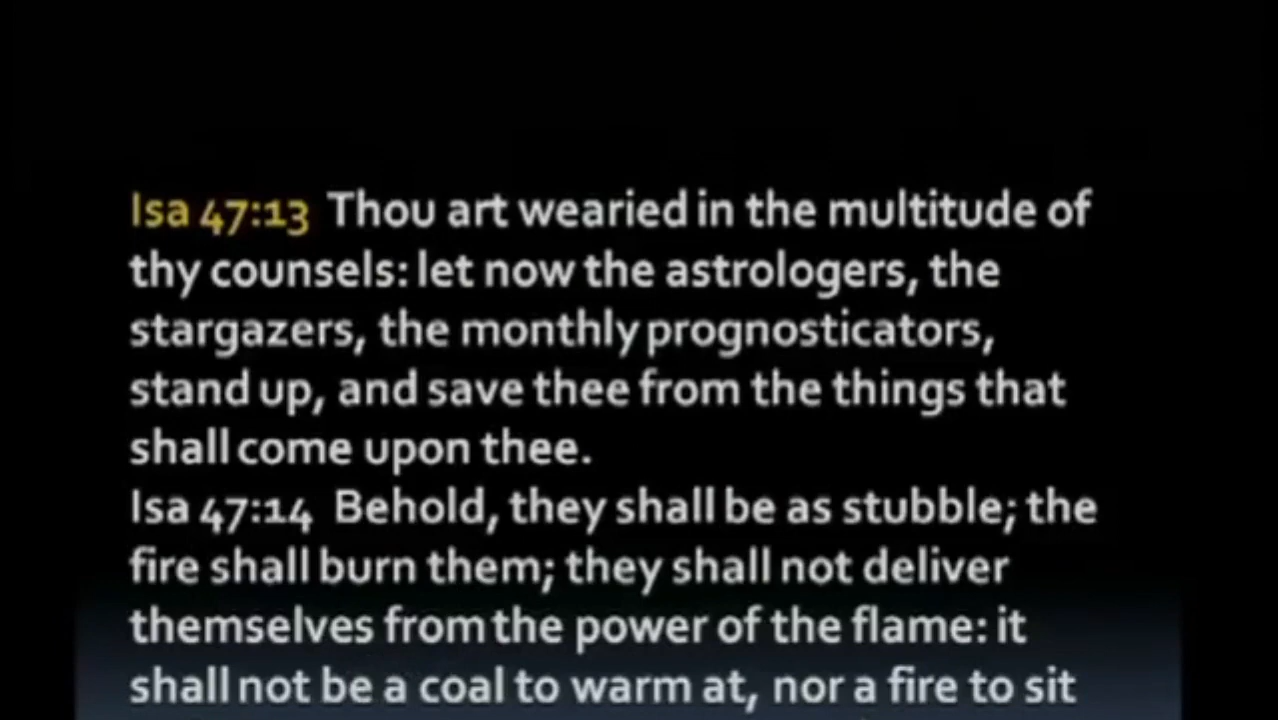 Isa 47:13 Thou art wearied in the multitude of
thy counsels: let now the astrologers, the
stargazers, the monthly prognosticators,
stand up, and save thee from the things that
shall come upon thee.
Isa 47:14 Behold, they shall be as stubble; the
fire shall burn them; they shall not deliver
themselves from the power of the flame: it
shall not be a coal to warm at, nor a fire to sit